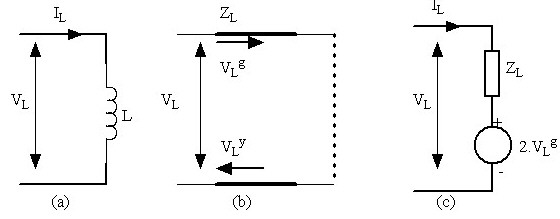 I_L
V_L
L
(a)
Z_L
V_L^g
V_L
V_L^y
(b)
I_L
Z_L
V_L
+
2.V_L^g
-
(c)